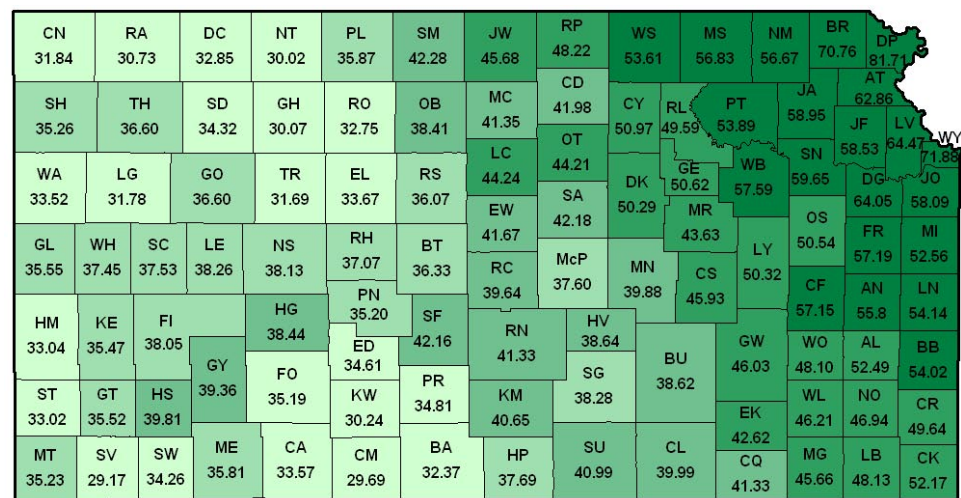 CN RA DC NT PL SM JW RP WS MS NM BR DP
31.84 30.73 32.85 30.02 35.87 42.28 45.68 48.22 53.61 56.83 56.67 70.76 81.71
SH TH SD GH RO OB MC CD CY RL PT JA AT
35.26 36.60 34.32 30.07 32.75 38.41 41.35 41.98 50.97 49.59 53.89 58.95 62.86
OT JF LV WY
44.21 58.53 64.47 71.88
WA LG GO TR EL RS LC SA DK GE WB SN DG JO
33.52 31.78 36.60 31.69 33.67 36.07 44.24 42.18 50.29 50.62 57.59 59.65 64.05 58.09
EW MR OS
41.67 43.63 50.54
GL WH SC LE NS RH BT RC McP MN CS LY FR MI
35.55 37.45 37.53 38.26 38.13 37.07 36.33 39.64 37.60 39.88 45.93 50.32 57.19 52.56
HM KE FI HG PN SF RN HV CF AN LN
33.04 35.47 38.05 38.44 35.20 42.16 41.33 38.64 57.15 55.8 54.14
GY ED BU GW WO AL BB
39.36 34.61 38.62 46.03 48.10 52.49 54.02
ST GT HS FO KW PR KM SG WL NO CR
33.02 35.52 39.81 35.19 30.24 34.81 40.65 38.28 46.21 46.94 49.64
EK
42.62
MT SV SW ME CA CM BA HP SU CL CQ MG LB CK
35.23 29.17 34.26 35.81 33.57 29.69 32.37 37.69 40.99 39.99 41.33 45.66 48.13 52.17